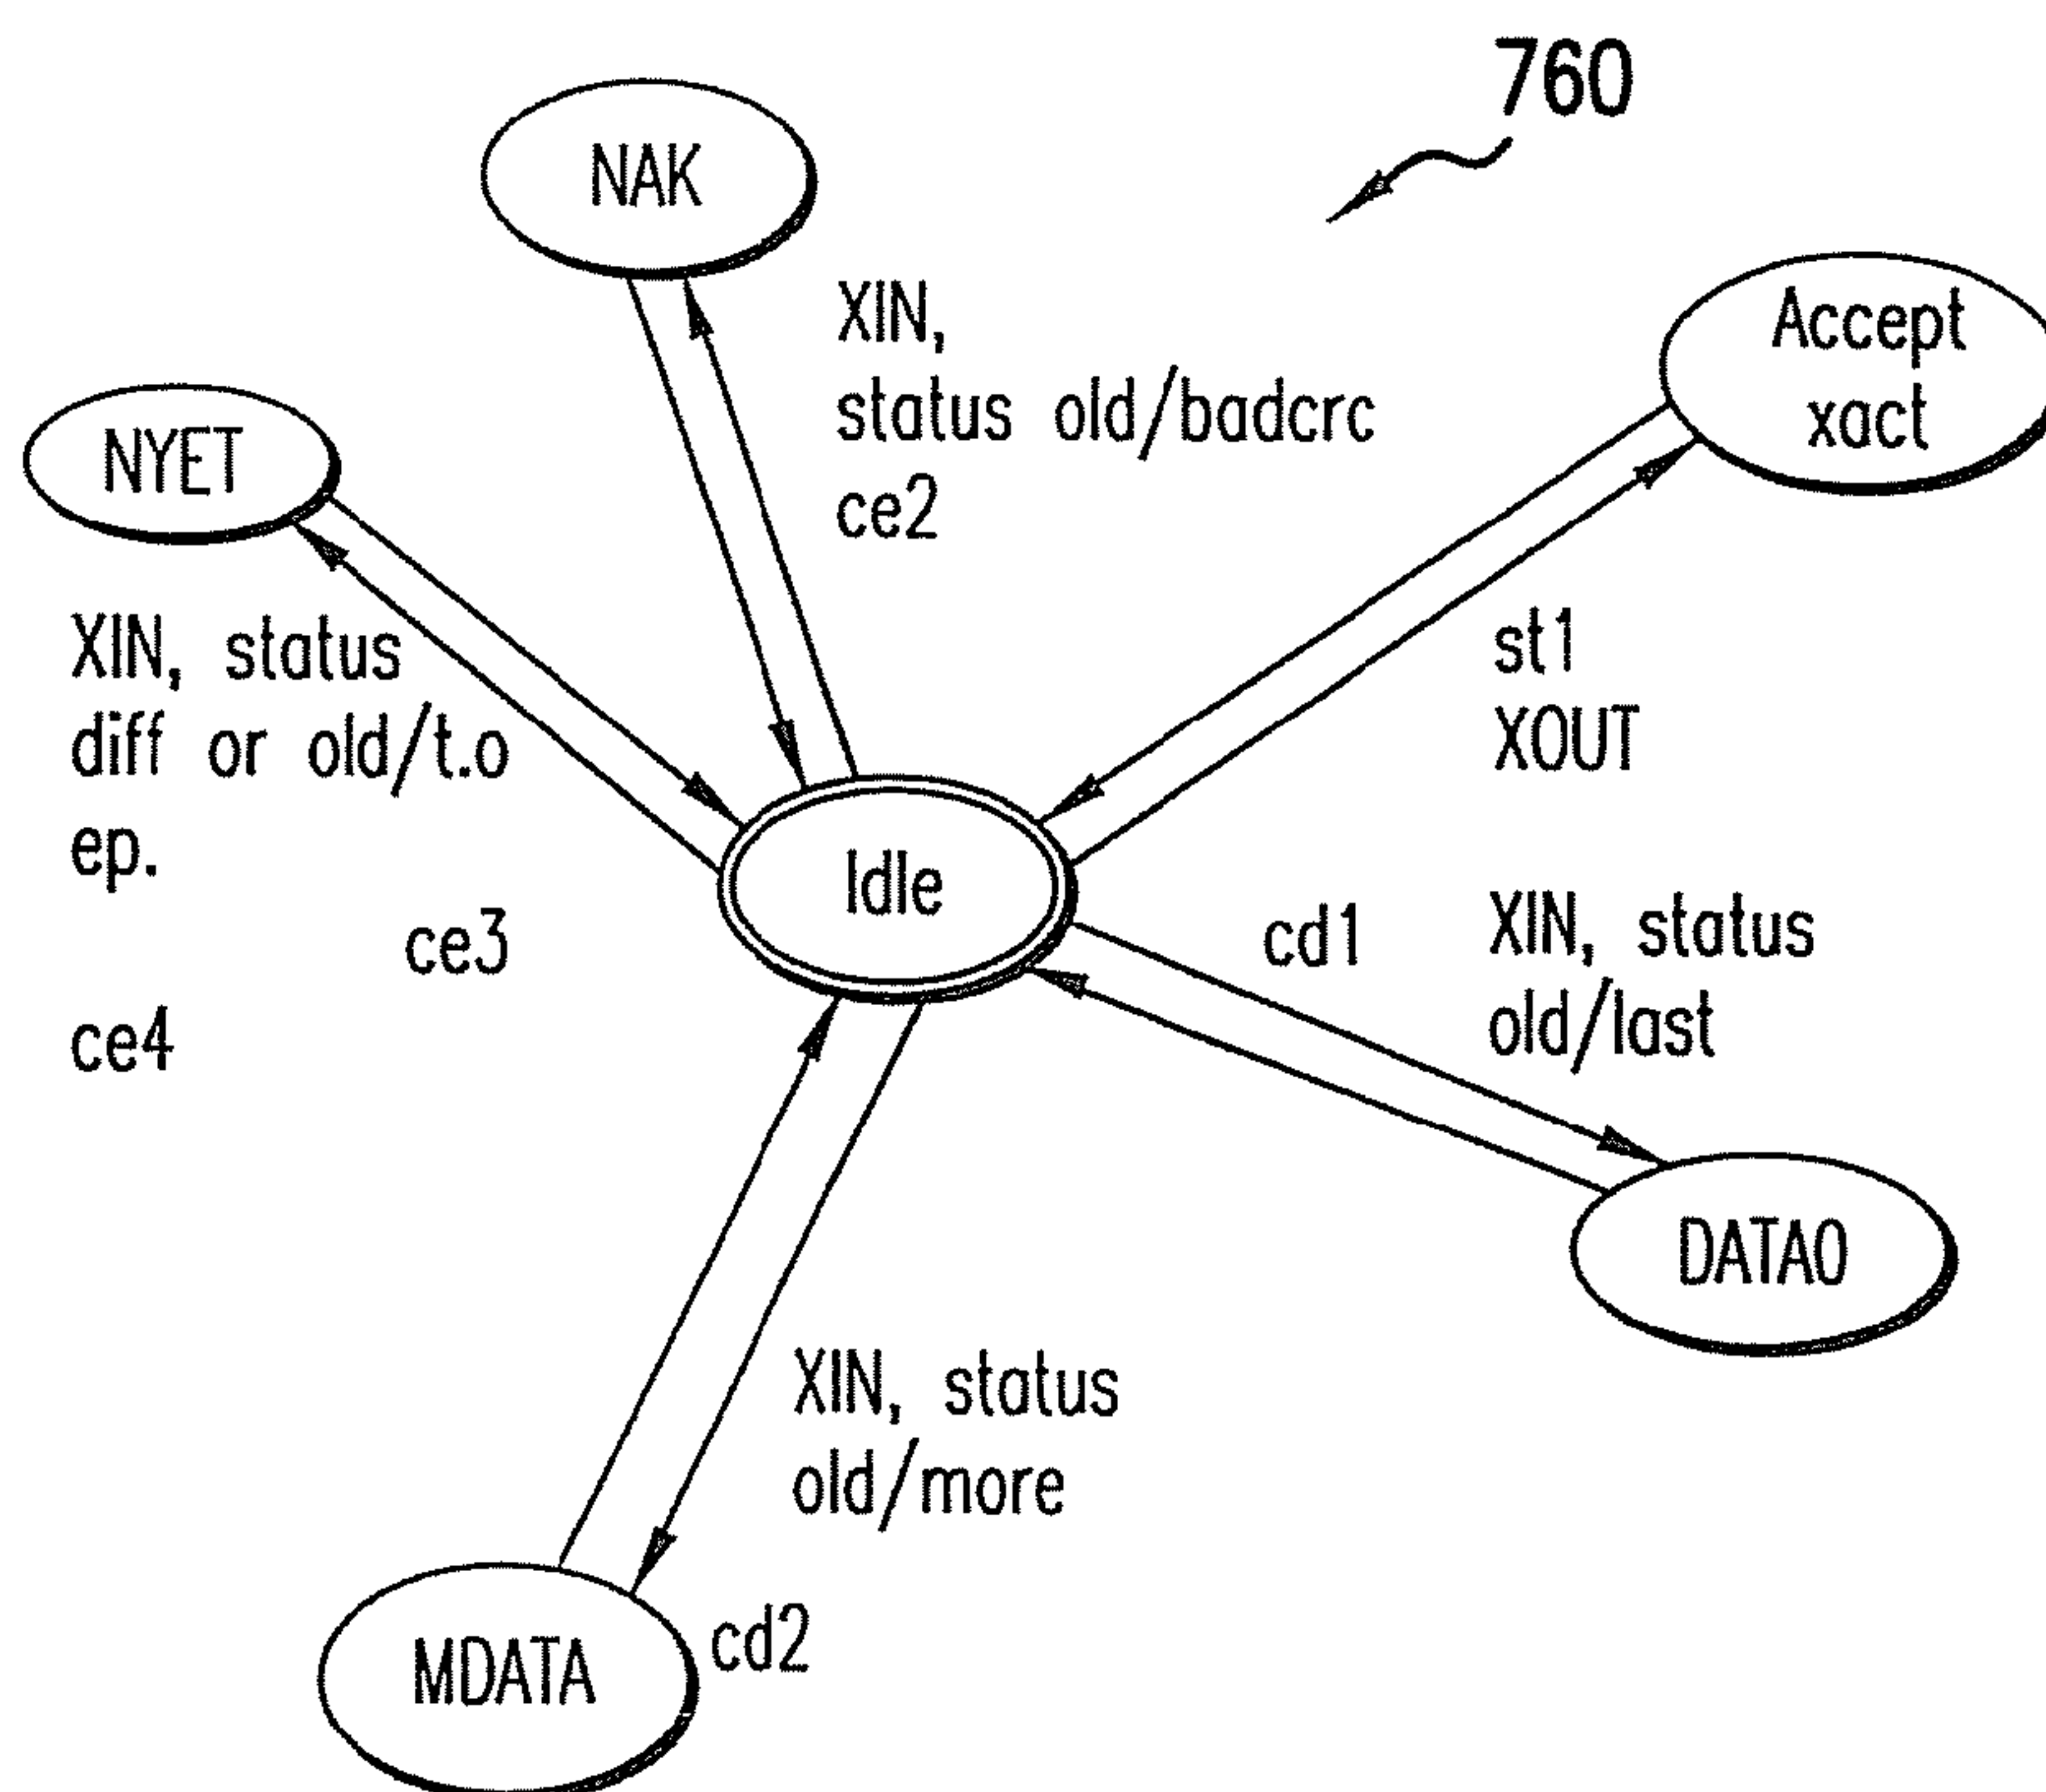 760
NAK
XIN,
status old/badcrc
ce2
Accept
xact
NYET
XIN, status
diff or old/t.o
ep.
ce3
ce4
st1
XOUT
Idle
cd1
XIN, status
old/last
DATA0
XIN, status
old/more
MDATA
cd2